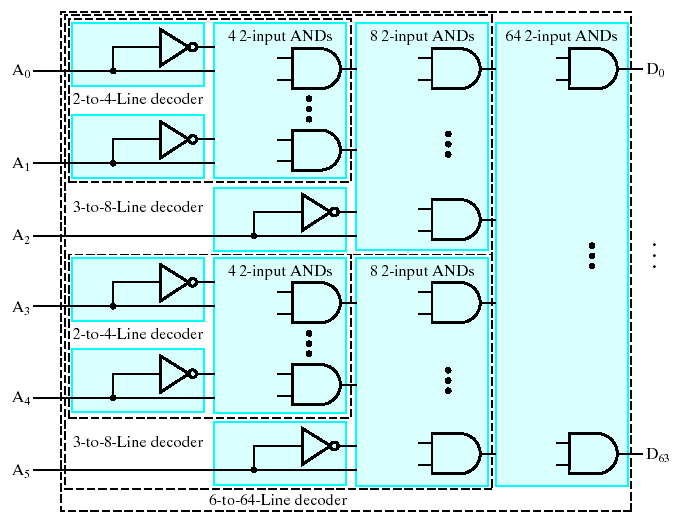 4 2-input ANDs
8 2-input ANDs
64 2-input ANDs
A0
D0
2-to-4-Line decoder
A1
3-to-8-Line decoder
A2
4 2-input ANDs
8 2-input ANDs
A3
2-to-4-Line decoder
A4
3-to-8-Line decoder
A5
D63
6-to-64-Line decoder